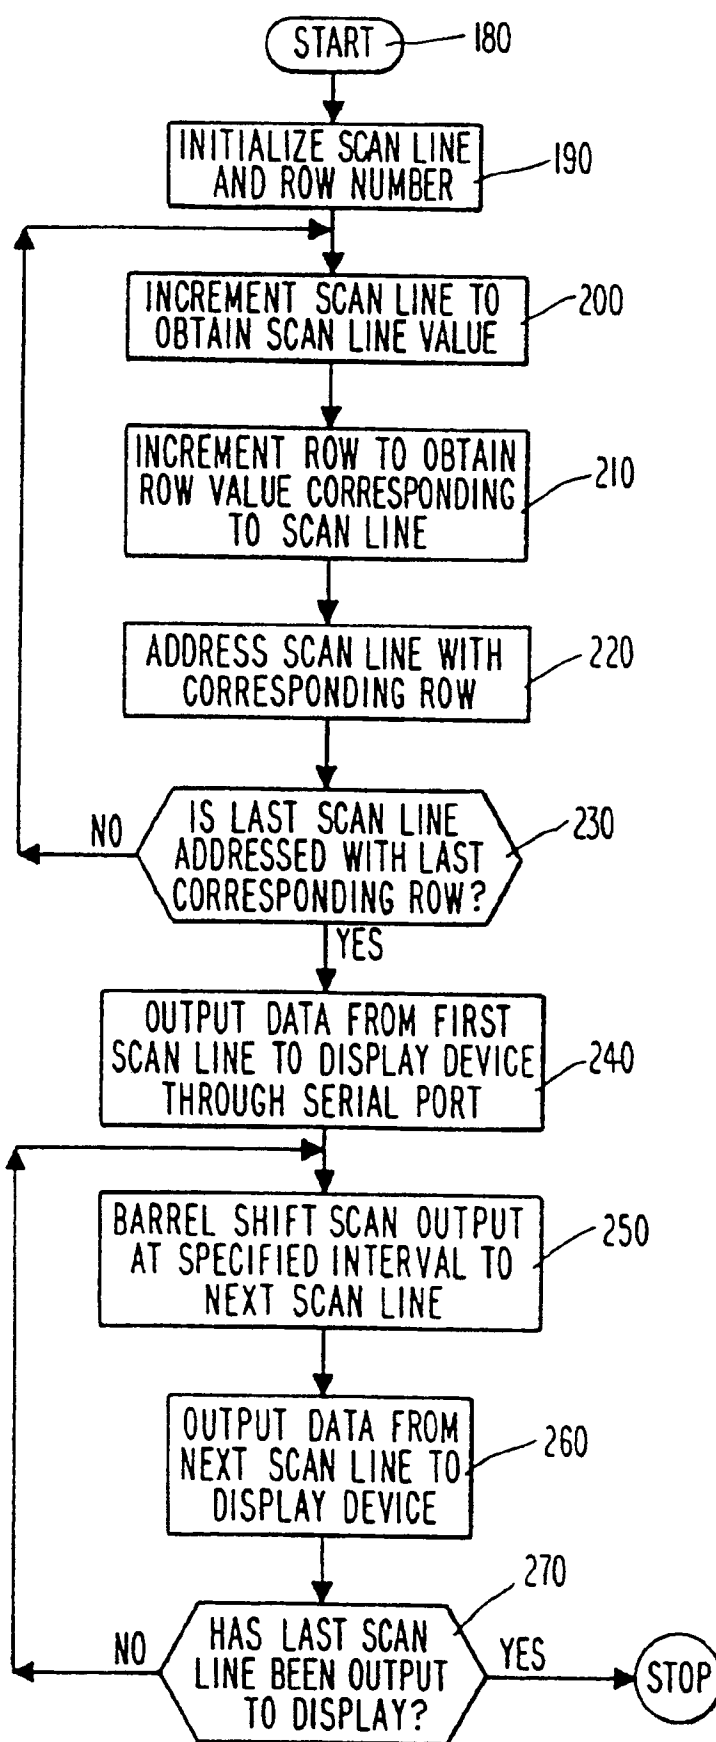 START
180
INITIALIZE SCAN LINE
AND ROW NUMBER
190
INCREMENT SCAN LINE TO
OBTAIN SCAN LINE VALUE
200
INCREMENT ROW TO OBTAIN
ROW VALUE CORRESPONDING
TO SCAN LINE
210
ADDRESS SCAN LINE WITH
CORRESPONDING ROW
220
IS LAST SCAN LINE
ADDRESSED WITH LAST
CORRESPONDING ROW?
230
NO
YES
OUTPUT DATA FROM FIRST
SCAN LINE TO DISPLAY DEVICE
THROUGH SERIAL PORT
240
BARREL SHIFT SCAN OUTPUT
AT SPECIFIED INTERVAL TO
NEXT SCAN LINE
250
OUTPUT DATA FROM
NEXT SCAN LINE TO
DISPLAY DEVICE
260
HAS LAST SCAN
LINE BEEN OUTPUT
TO DISPLAY?
270
NO
YES
STOP